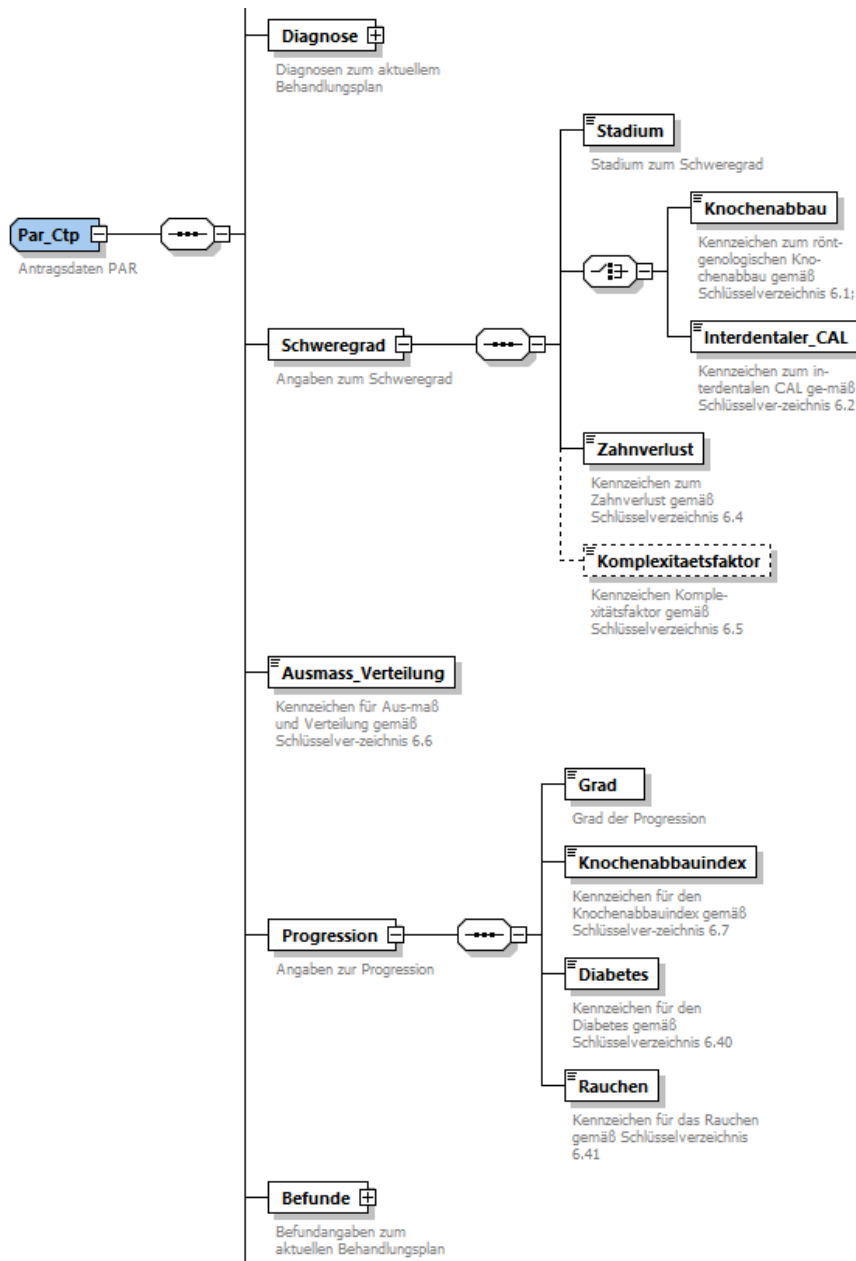 Diagnose
Diagnosen zum aktuellem
Behandlungsplan
Par_Ctp
Antragsdaten PAR
Schweregrad
Angaben zum Schweregrad
Stadium
Stadium zum Schweregrad
Knochenabbau
Kennzeichen zum rönt-
genologischen Kno-
chenabbau gemäß
Schlüsselverzeichnis 6.1;
Interdentaler_CAL
Kennzeichen zum in-
terdentalen CAL ge-mäß
Schlüsselver-zeichnis 6.2
Zahnverlust
Kennzeichen zum
Zahnverlust gemäß
Schlüsselverzeichnis 6.4
Komplexitaetsfaktor
Kennzeichen Komple-
xitätsfaktor gemäß
Schlüsselverzeichnis 6.5
Ausmass_Verteilung
Kennzeichen für Aus-maß
und Verteilung gemäß
Schlüsselver-zeichnis 6.6
Progression
Angaben zur Progression
Grad
Grad der Progression
Knochenabbauindex
Kennzeichen für den
Knochenabbauindex gemäß
Schlüsselver-zeichnis 6.7
Diabetes
Kennzeichen für den
Diabetes gemäß
Schlüsselverzeichnis 6.40
Rauchen
Kennzeichen für das Rauchen
gemäß Schlüsselverzeichnis
6.41
Befunde
Befundangaben zum
aktuellen Behandlungsplan